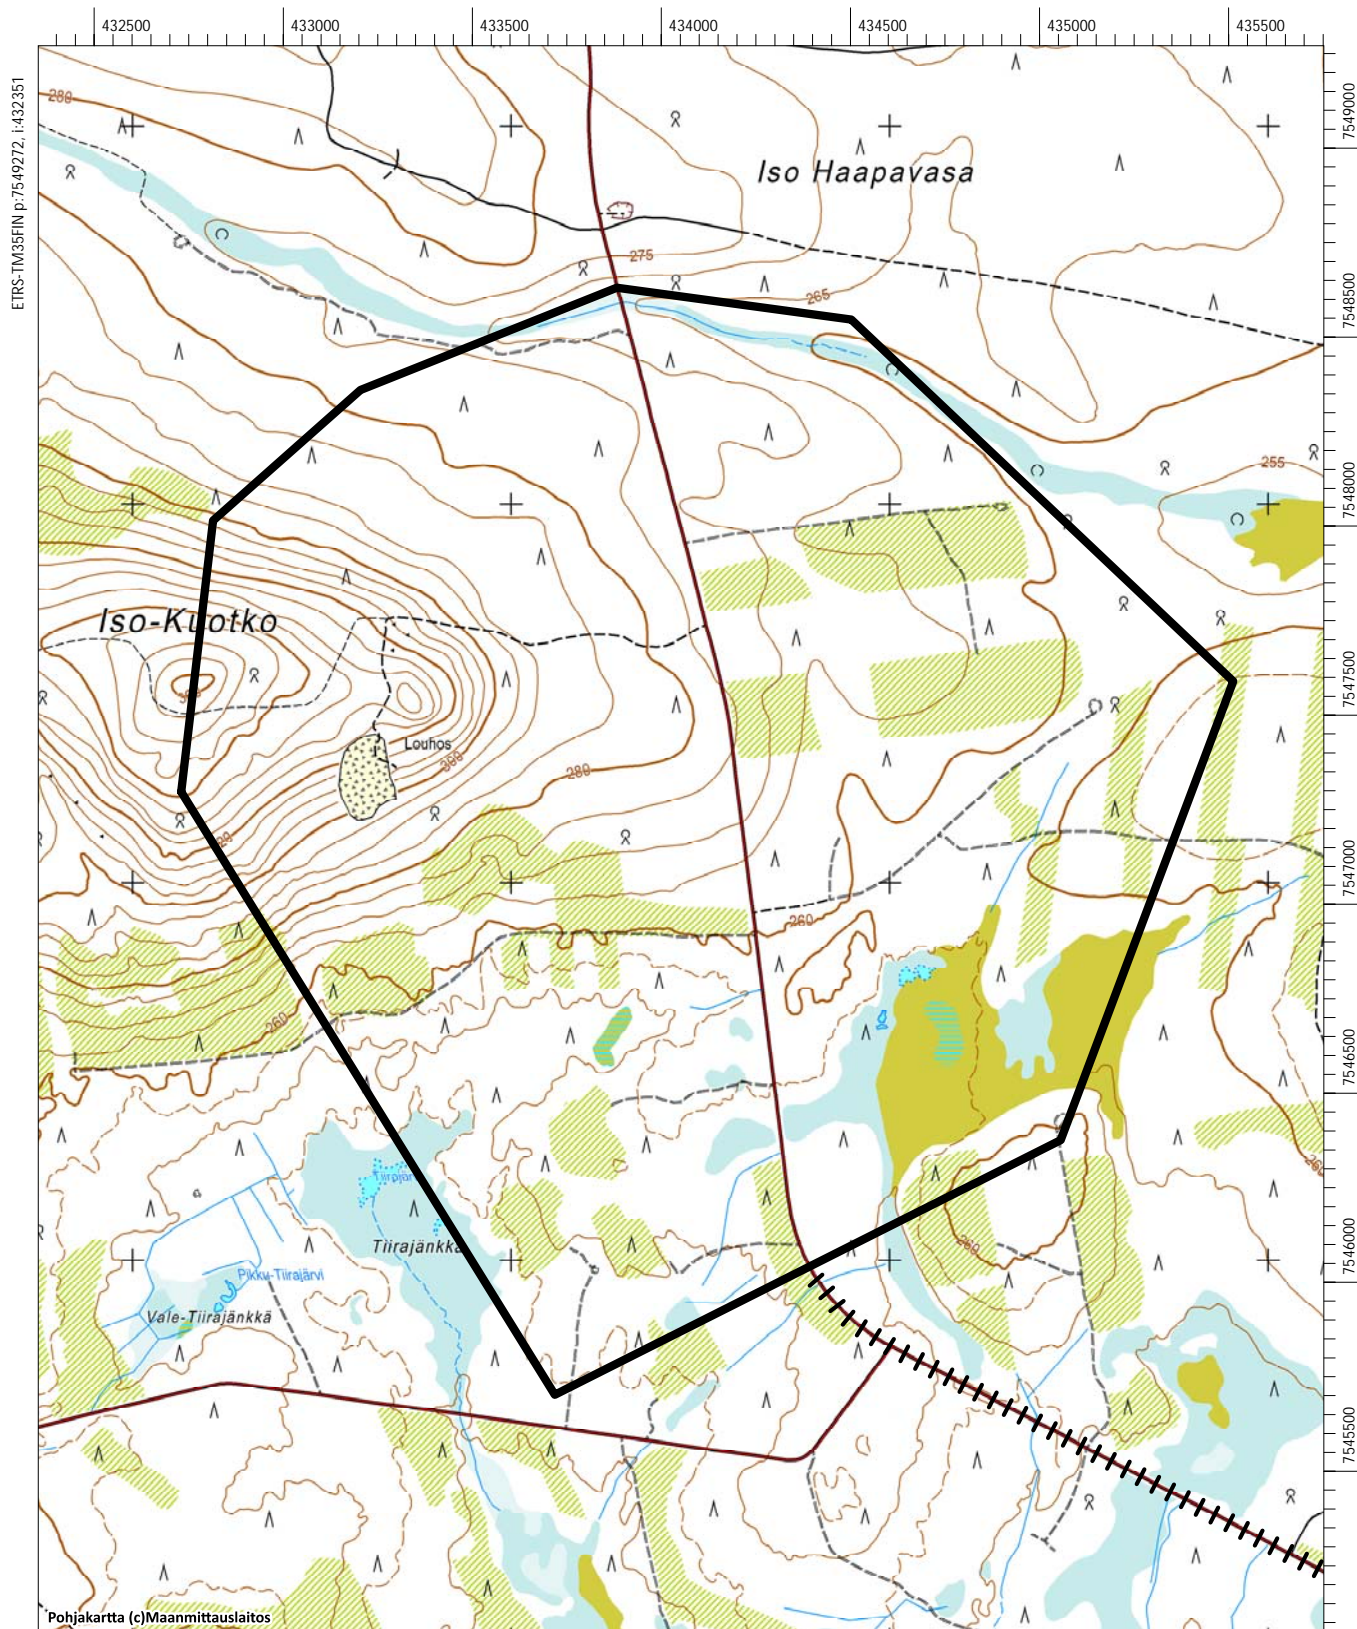 432500 433000 433500 434000 434500 435000 435500
ETRS-TM35FIN p:7549272, i:432351
7549000
280
Iso Haapavasa
275
265
7548500
255
7548000
Iso-Kuotko
7547500
Louhos
360
280
7547000
260
260
7546500
260
Tiirajänkkä
260
7546000
Pikku-Tiirajärvi
Vale-Tiirajänkkä
7545500
Pohjakartta (c)Maanmittauslaitos